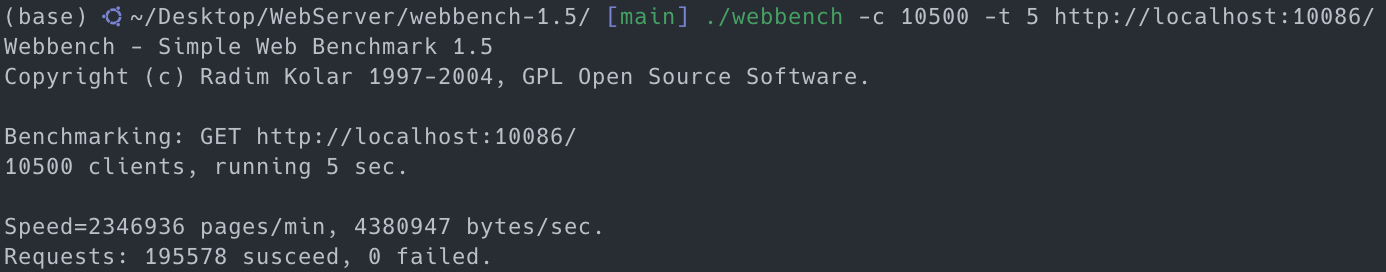 (base) ~/Desktop/WebServer/webbench-1.5/ [main] ./webbench -c 10500 -t 5 http://localhost:10086/
Webbench - Simple Web Benchmark 1.5
Copyright (c) Radim Kolar 1997-2004, GPL Open Source Software.

Benchmarking: GET http://localhost:10086/
10500 clients, running 5 sec.

Speed=2346936 pages/min, 4380947 bytes/sec.
Requests: 195578 susceed, 0 failed.